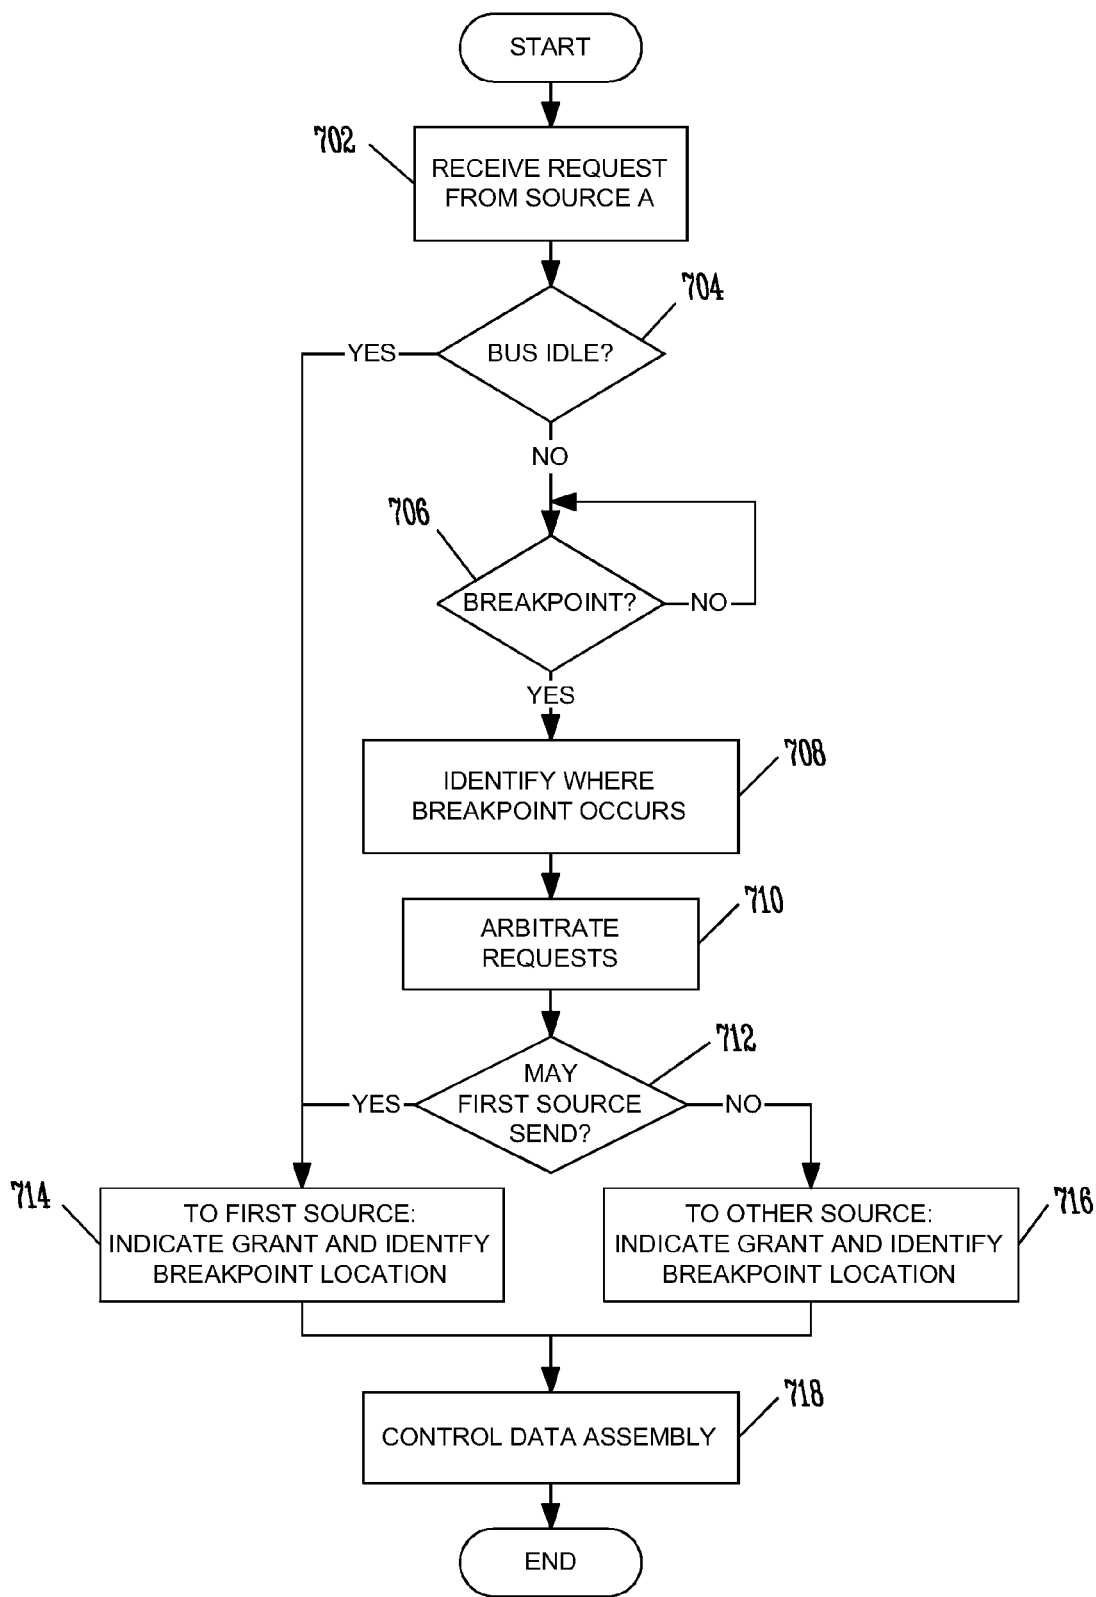 START
702
RECEIVE REQUEST
FROM SOURCE A
704
BUS IDLE?
YES
NO
706
BREAKPOINT?
NO
YES
708
IDENTIFY WHERE
BREAKPOINT OCCURS
710
ARBITRATE
REQUESTS
712
MAY
FIRST SOURCE
SEND?
YES
NO
714
TO FIRST SOURCE:
INDICATE GRANT AND IDENTFY
BREAKPOINT LOCATION
716
TO OTHER SOURCE:
INDICATE GRANT AND IDENTIFY
BREAKPOINT LOCATION
718
CONTROL DATA ASSEMBLY
END